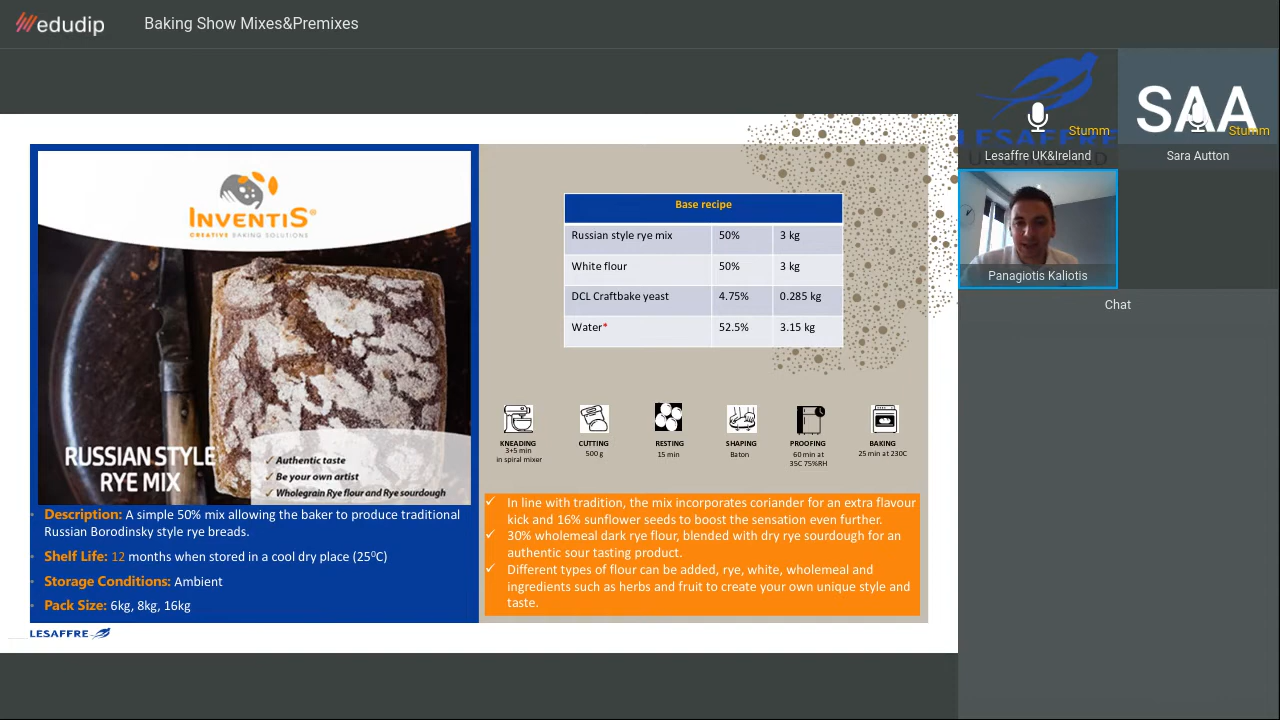 edudip
Baking Show Mixes&Premixes
INVENTIS®
CREATIVE BAKING SOLUTIONS
RUSSIAN STYLE
RYE MIX
✓ Authentic taste
✓ Be your own artist
✓ Wholegrain Rye flour and Rye sourdough
• Description: A simple 50% mix allowing the baker to produce traditional
Russian Borodinsky style rye breads.
• Shelf Life: 12 months when stored in a cool dry place (25⁰C)
• Storage Conditions: Ambient
• Pack Size: 6kg, 8kg, 16kg
LESAFFRE
Base recipe
Russian style rye mix 50% 3 kg
White flour 50% 3 kg
DCL Craftbake yeast 4.75% 0.285 kg
Water* 52.5% 3.15 kg
KNEADING
3+5 min
in spiral mixer
CUTTING
500 g
RESTING
15 min
SHAPING
Baton
PROOFING
60 min at
35C 75%RH
BAKING
25 min at 230C
✓ In line with tradition, the mix incorporates coriander for an extra flavour
kick and 16% sunflower seeds to boost the sensation even further.
✓ 30% wholemeal dark rye flour, blended with dry rye sourdough for an
authentic sour tasting product.
✓ Different types of flour can be added, rye, white, wholemeal and
ingredients such as herbs and fruit to create your own unique style and
taste.
LESAFFRE
Stumm
Lesaffre UK&Ireland
SAA
Stumm
Sara Autton
Panagiotis Kaliotis
Chat